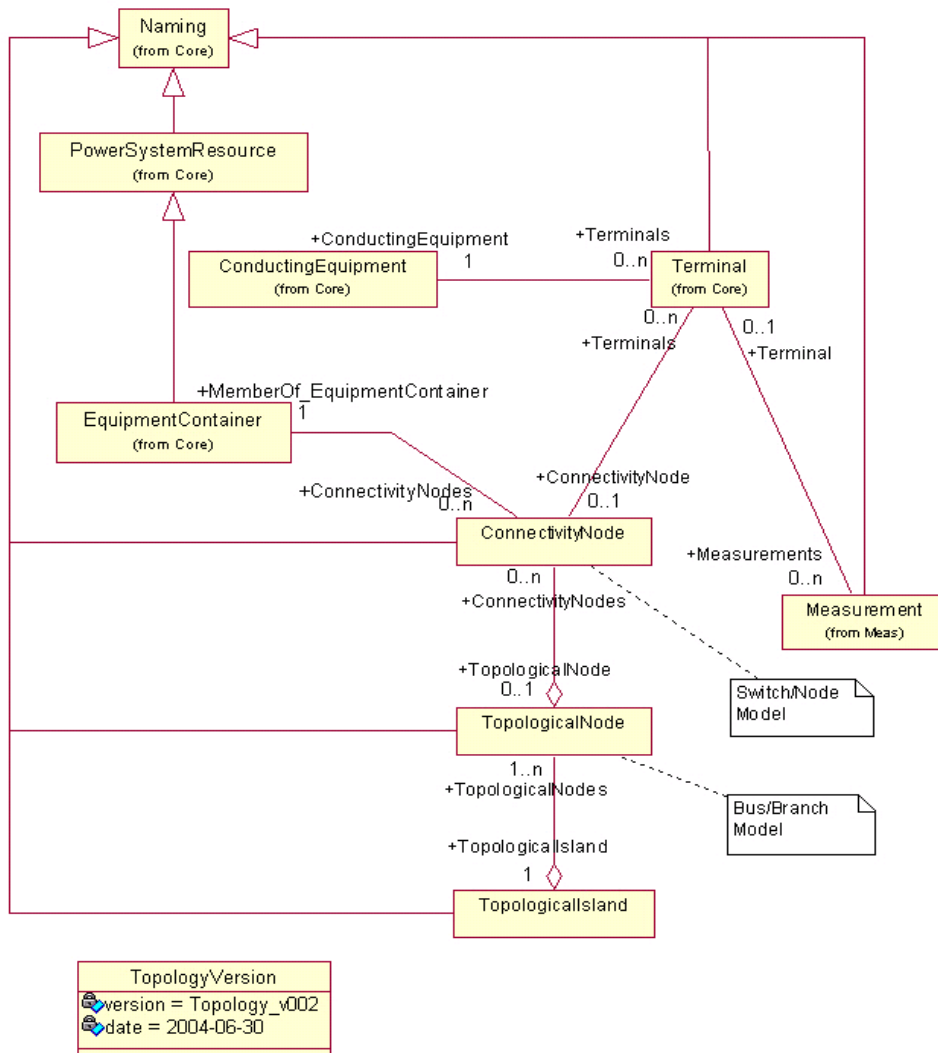 Naming
(from Core)
PowerSystemResource
(from Core)
+ConductingEquipment
1
+Terminals
0..n
ConductingEquipment
(from Core)
Terminal
(from Core)
0..n
+Terminals
0..1
+Terminal
+MemberOf_EquipmentContainer
1
EquipmentContainer
(from Core)
+ConnectivityNodes
0..n
+ConnectivityNode
0..1
ConnectivityNode
0..n
+ConnectivityNodes
+Measurements
0..n
Measurement
(from Meas)
+TopologicalNode
0..1
Switch/Node
Model
TopologicalNode
1..n
+TopologicalNodes
Bus/Branch
Model
+TopologicalIsland
1
TopologicalIsland
TopologyVersion
version = Topology_v002
date = 2004-06-30